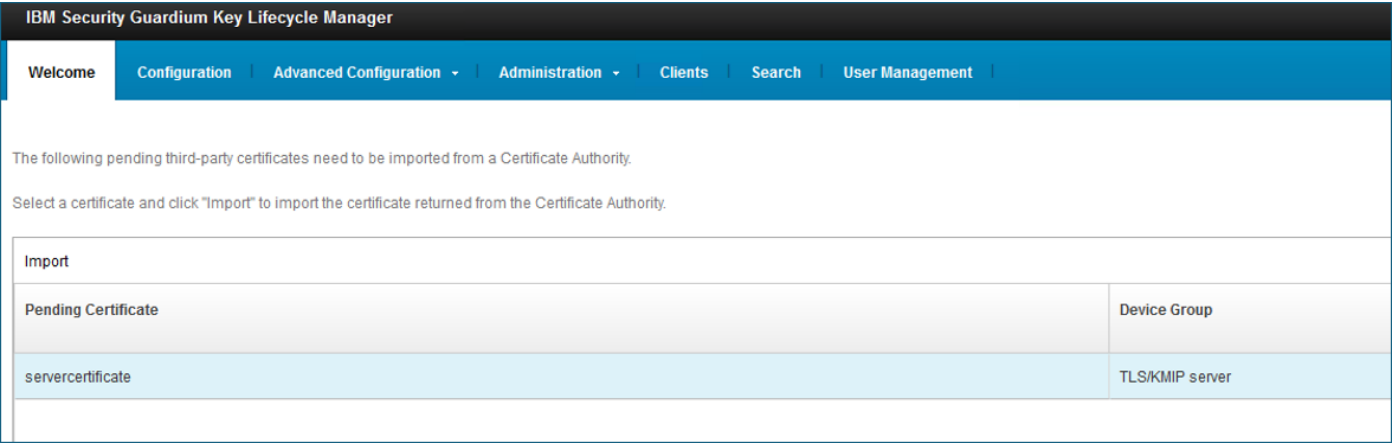 IBM Security Guardium Key Lifecycle Manager
Welcome Configuration Advanced Configuration Administration Clients Search User Management
The following pending third-party certificates need to be imported from a Certificate Authority.
Select a certificate and click "Import" to import the certificate returned from the Certificate Authority.
Import
Pending Certificate Device Group
servercertificate TLS/KMIP server